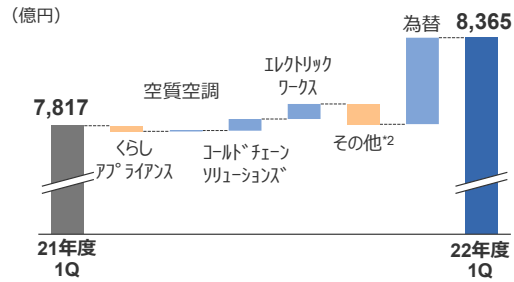 （億円）
7,817
くらし
ｱﾌﾟﾗｲｱﾝｽ
空質空調
ｺｰﾙﾄﾞﾁｪｰﾝ
ｿﾘｭｰｼｮﾝｽﾞ
ｴﾚｸﾄﾘｯｸ
ﾜｰｸｽ
その他*2
為替
8,365
21年度
1Q
22年度
1Q